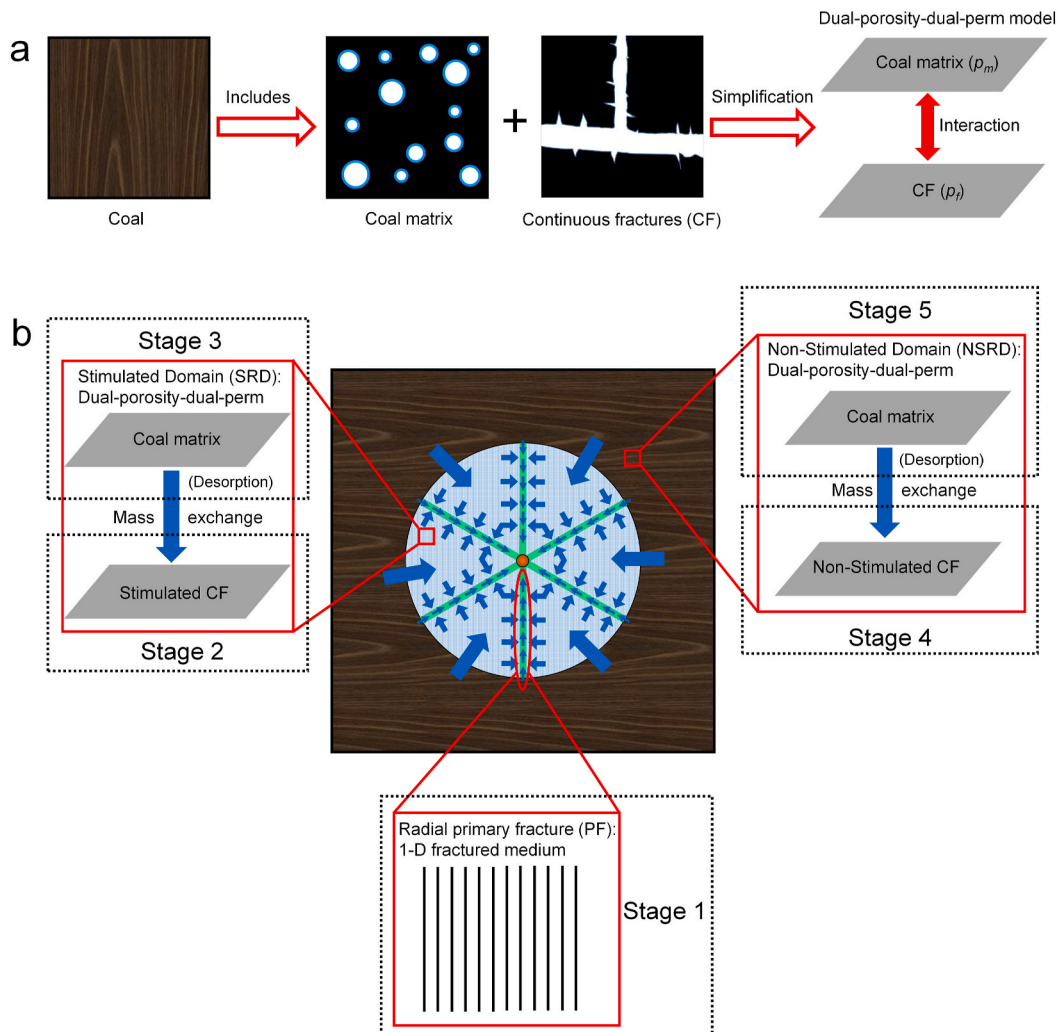 a
Coal
Includes
Coal matrix
+
Continuous fractures (CF)
Simplification
Dual-porosity-dual-perm model
Coal matrix (pm)
Interaction
CF (pf)
b
Stage 3
Stimulated Domain (SRD):
Dual-porosity-dual-perm
Coal matrix
(Desorption)
Mass exchange
Stimulated CF
Stage 2
Stage 5
Non-Stimulated Domain (NSRD):
Dual-porosity-dual-perm
Coal matrix
(Desorption)
Mass exchange
Non-Stimulated CF
Stage 4
Radial primary fracture (PF):
1-D fractured medium
Stage 1